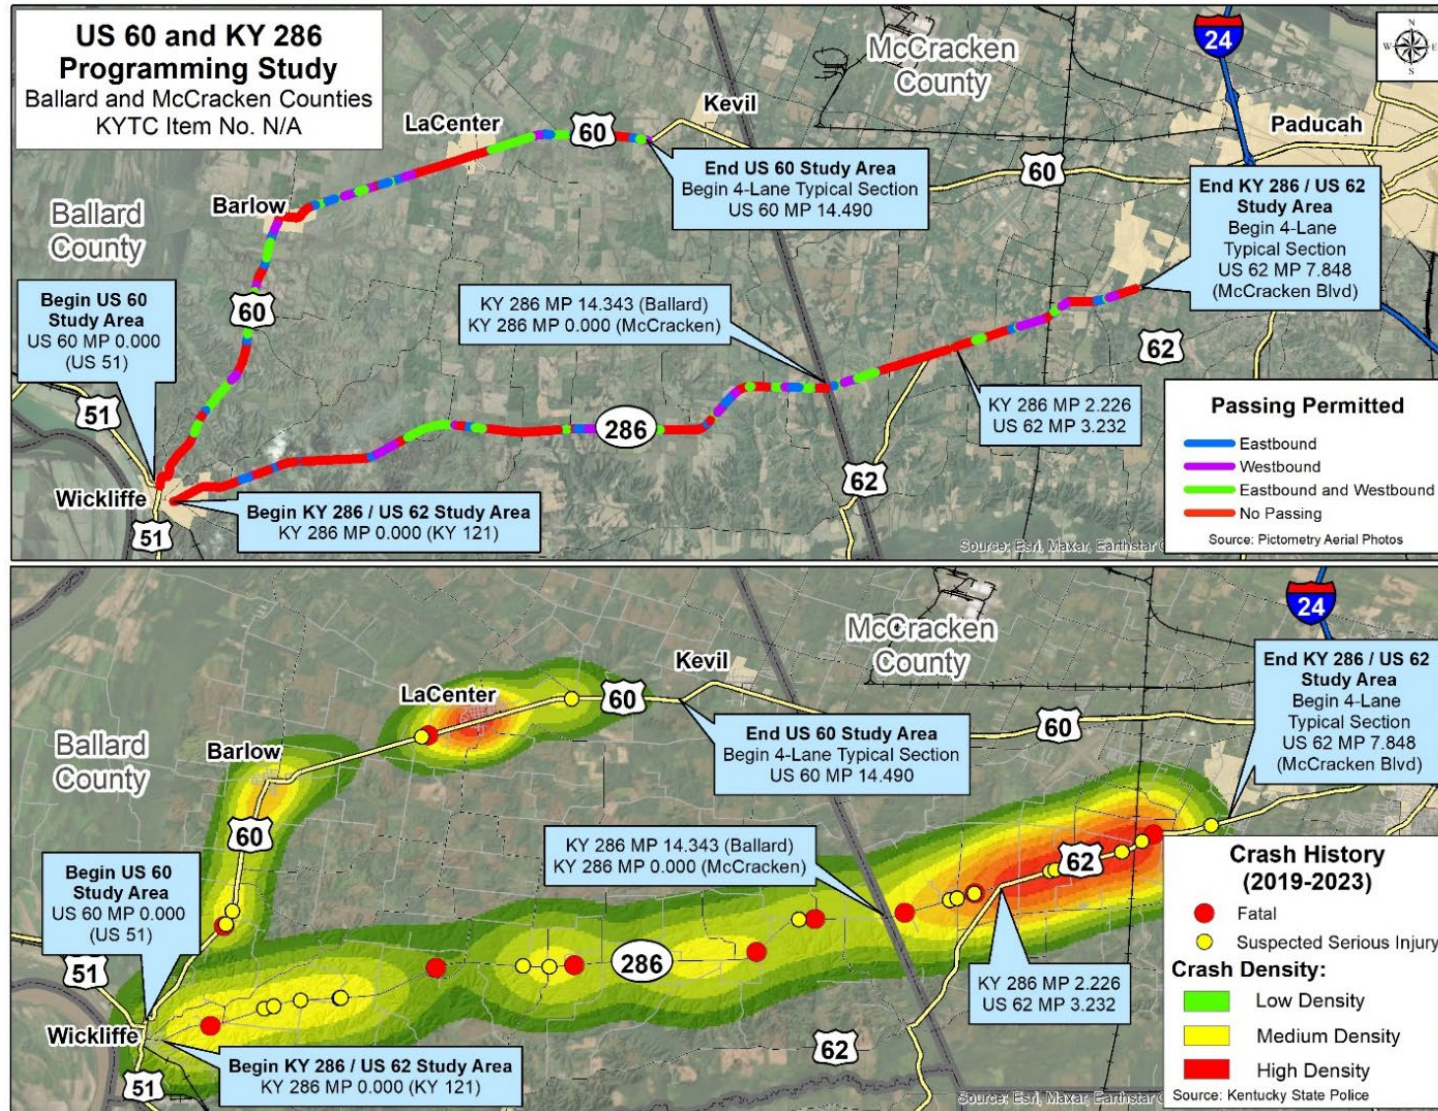 US 60 and KY 286
Programming Study
Ballard and McCracken Counties
KYTC Item No. N/A
McCracken
County
24
N
W E
S
Kevil
LaCenter
60
Paducah
End US 60 Study Area
Begin 4-Lane Typical Section
US 60 MP 14.490
60
End KY 286 / US 62
Study Area
Begin 4-Lane
Typical Section
US 62 MP 7.848
(McCracken Blvd)
Ballard
County
Barlow
Begin US 60
Study Area
US 60 MP 0.000
(US 51)
60
KY 286 MP 14.343 (Ballard)
KY 286 MP 0.000 (McCracken)
62
51
286
KY 286 MP 2.226
US 62 MP 3.232
62
Passing Permitted
Eastbound
Westbound
Eastbound and Westbound
No Passing
Source: Pictometry Aerial Photos
Wickliffe
51
Begin KY 286 / US 62 Study Area
KY 286 MP 0.000 (KY 121)
Source: Esri, Maxar, Earthstar
McCracken
County
24
Kevil
LaCenter
60
60
End US 60 Study Area
Begin 4-Lane Typical Section
US 60 MP 14.490
End KY 286 / US 62
Study Area
Begin 4-Lane
Typical Section
US 62 MP 7.848
(McCracken Blvd)
Ballard
County
Barlow
60
Begin US 60
Study Area
US 60 MP 0.000
(US 51)
KY 286 MP 14.343 (Ballard)
KY 286 MP 0.000 (McCracken)
62
51
286
KY 286 MP 2.226
US 62 MP 3.232
Crash History
(2019-2023)
Fatal
Suspected Serious Injury
Crash Density:
Low Density
Medium Density
High Density
Source: Kentucky State Police
Wickliffe
51
Begin KY 286 / US 62 Study Area
KY 286 MP 0.000 (KY 121)
62
Source: Esri, Maxar, Earthstar